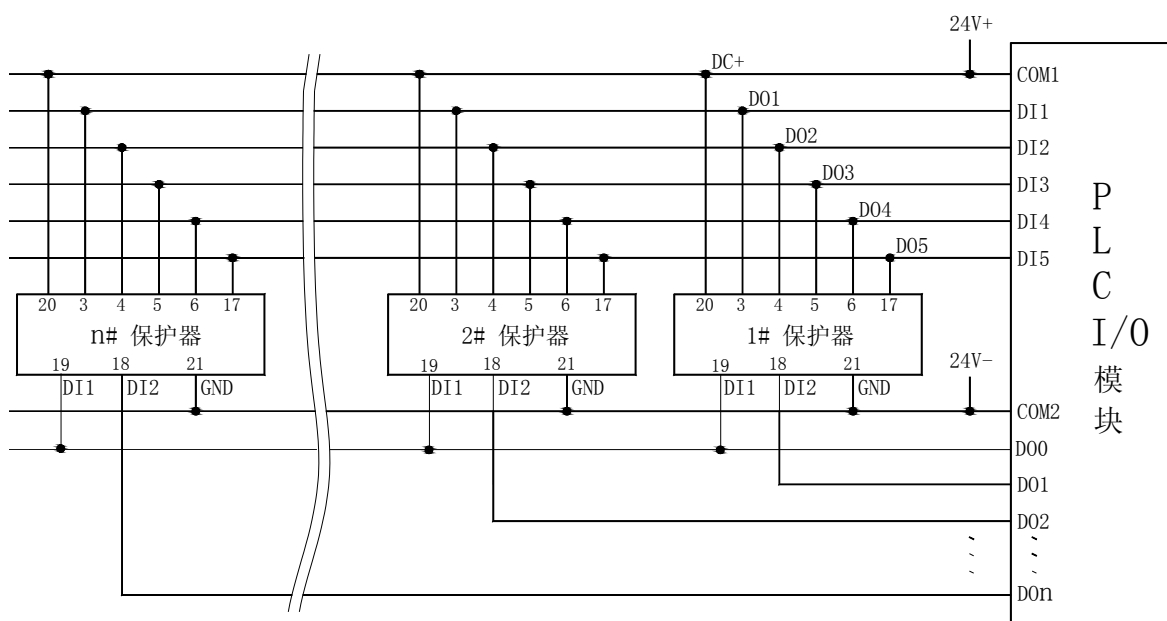 24V+
DC+
COM1
DO1
DI1
DO2
DI2
DO3
DI3
DO4
DI4
DO5
DI5
20 3 4 5 6 17
20 3 4 5 6 17
20 3 4 5 6 17
n# 保护器
2# 保护器
1# 保护器
19 18 21
19 18 21
19 18 21
DI1 DI2 GND
DI1 DI2 GND
DI1 DI2 GND
24V-
COM2
DO0
DO1
DO2
DOn
P
L
C
I/O
模
块